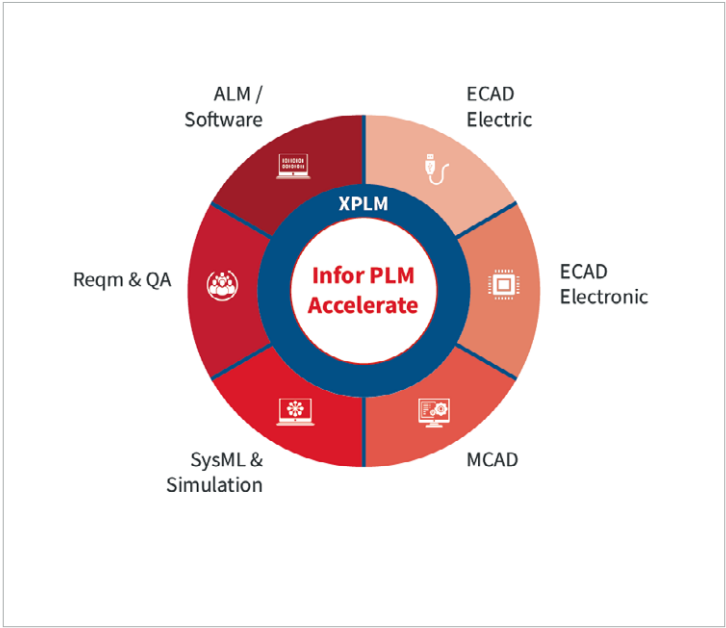 ALM /
Software
ECAD
Electric
XPLM
Infor PLM
Accelerate
Reqm & QA
ECAD
Electronic
SysML &
Simulation
MCAD